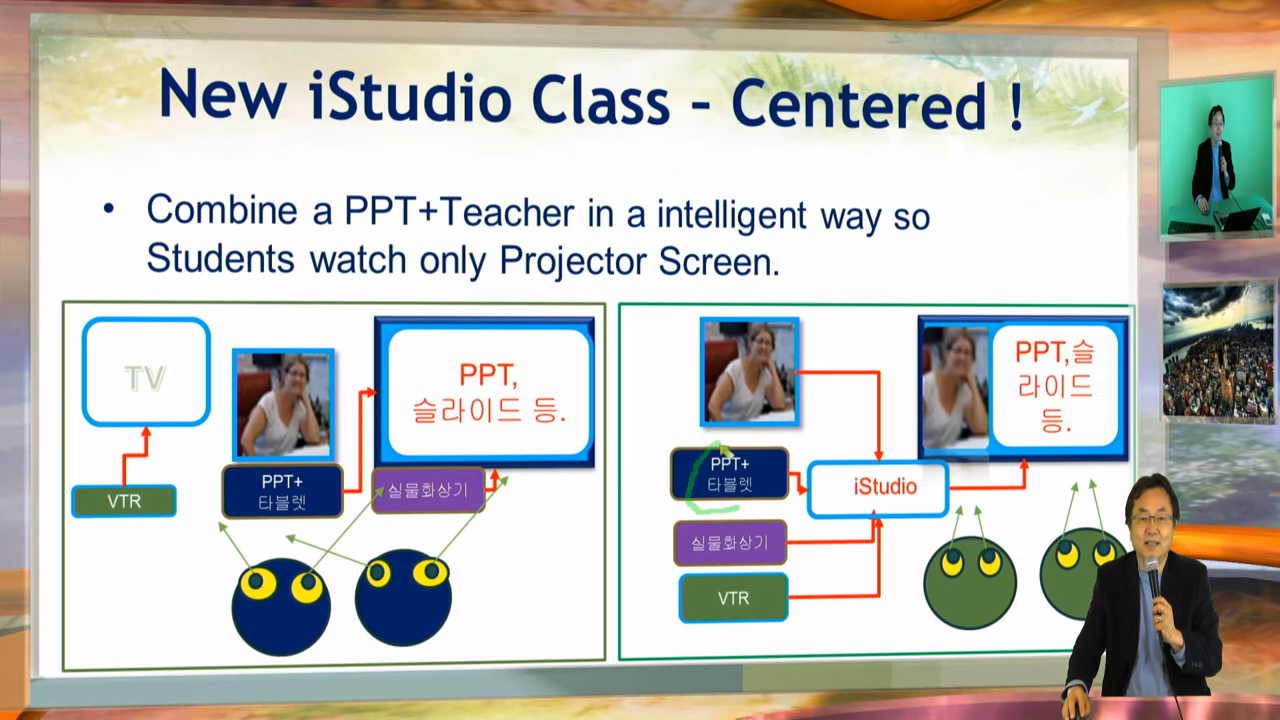 New iStudio Class – Centered !
• Combine a PPT+Teacher in a intelligent way so
Students watch only Projector Screen.
TV
VTR
PPT+
타블렛
PPT,
슬라이드 등.
실물화상기
PPT+
타블렛
실물화상기
VTR
iStudio
PPT,슬
라이드
등.